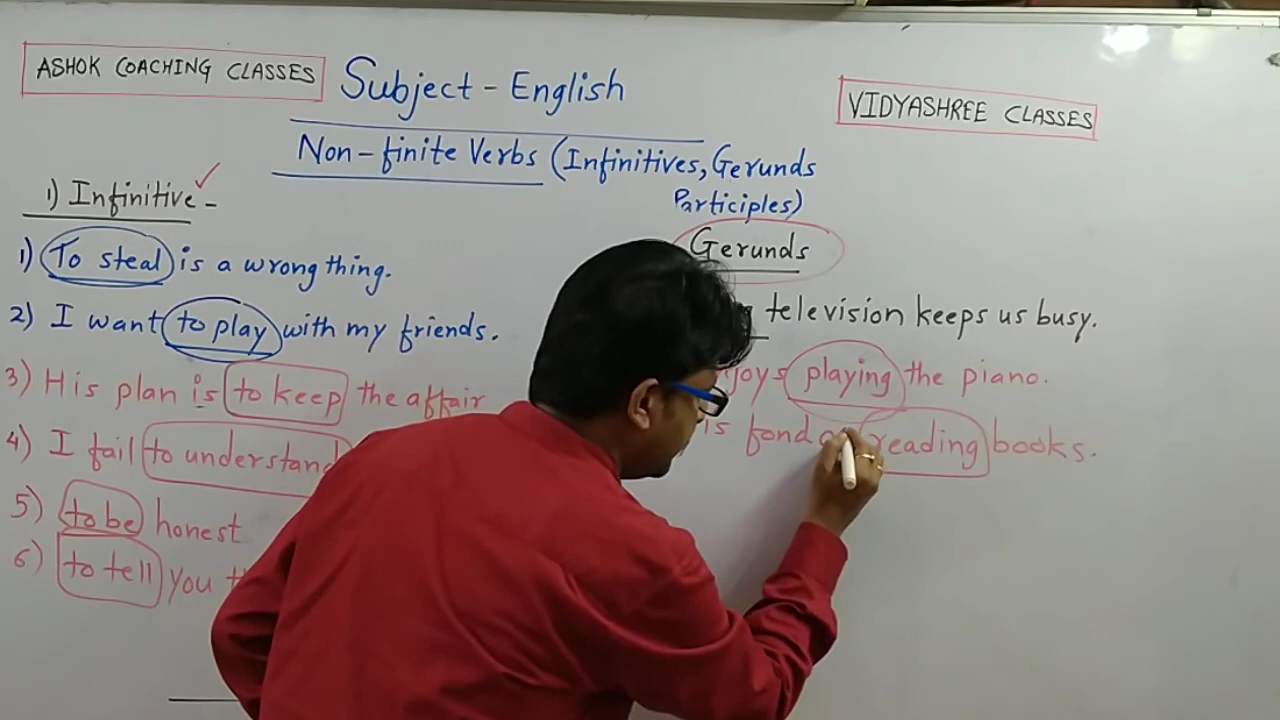 ASHOK COACHING CLASSES
Subject - English
VIDYASHREE CLASSES
Non-finite Verbs (Infinitives, Gerunds
Participles)
1) Infinitive -
Gerunds
1) To steal is a wrong thing.
television keeps us busy.
2) I want to play with my friends.
playing the piano.
3) His plan is to keep the affair
is fond reading books.
4) I fail to understand
5) to be honest
6) to tell you